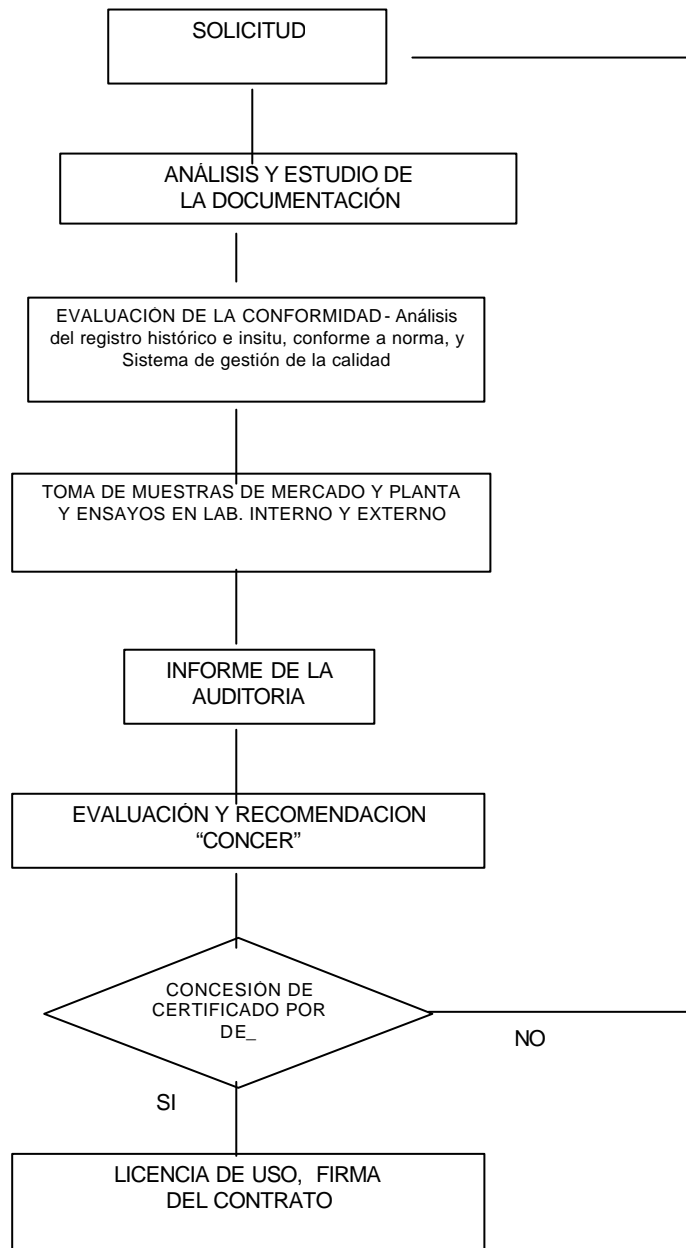 SOLICITUD
ANÁLISIS Y ESTUDIO DE
LA DOCUMENTACIÓN
EVALUACIÓN DE LA CONFORMIDAD - Análisis
del registro histórico e insitu, conforme a norma, y
Sistema de gestión de la calidad
TOMA DE MUESTRAS DE MERCADO Y PLANTA
Y ENSAYOS EN LAB. INTERNO Y EXTERNO
INFORME DE LA
AUDITORIA
EVALUACIÓN Y RECOMENDACION
“CONCER”
CONCESIÓN DE
CERTIFICADO POR
DE_
NO
SI
LICENCIA DE USO, FIRMA
DEL CONTRATO